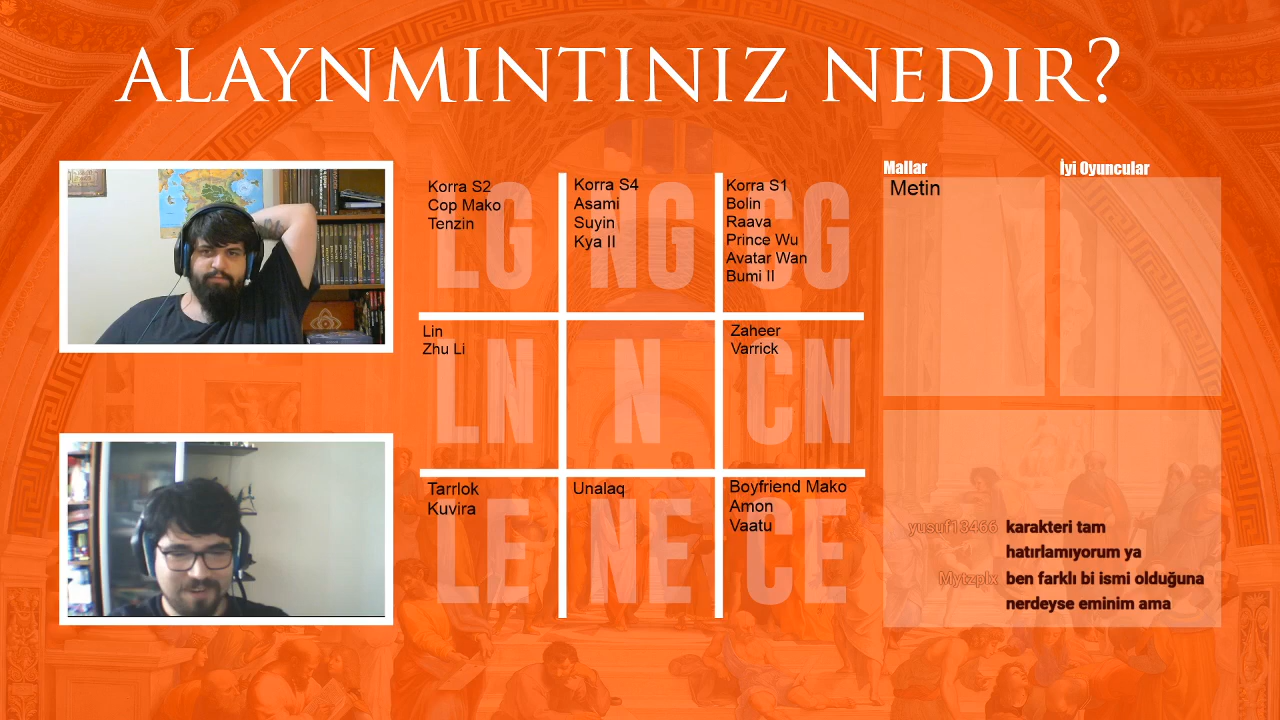 ALAYNMINTINIZ NEDIR?
Korra S2
Cop Mako
Tenzin
LG
Korra S4
Asami
Suyin
Kya II
NG
Korra S1
Bolin
Raava
Prince Wu
Avatar Wan
Bumi II
CG
Lin
Zhu Li
LN
N
Zaheer
Varrick
CN
Tarrlok
Kuvira
LE
Unalaq
NE
Boyfriend Mako
Amon
Vaatu
CE
Mallar
Metin
İyi Oyuncular
yusuf13466 karakteri tam
hatırlamıyorum ya
Mytzplx ben farklı bi ismi olduğuna
nerdeyse eminim ama